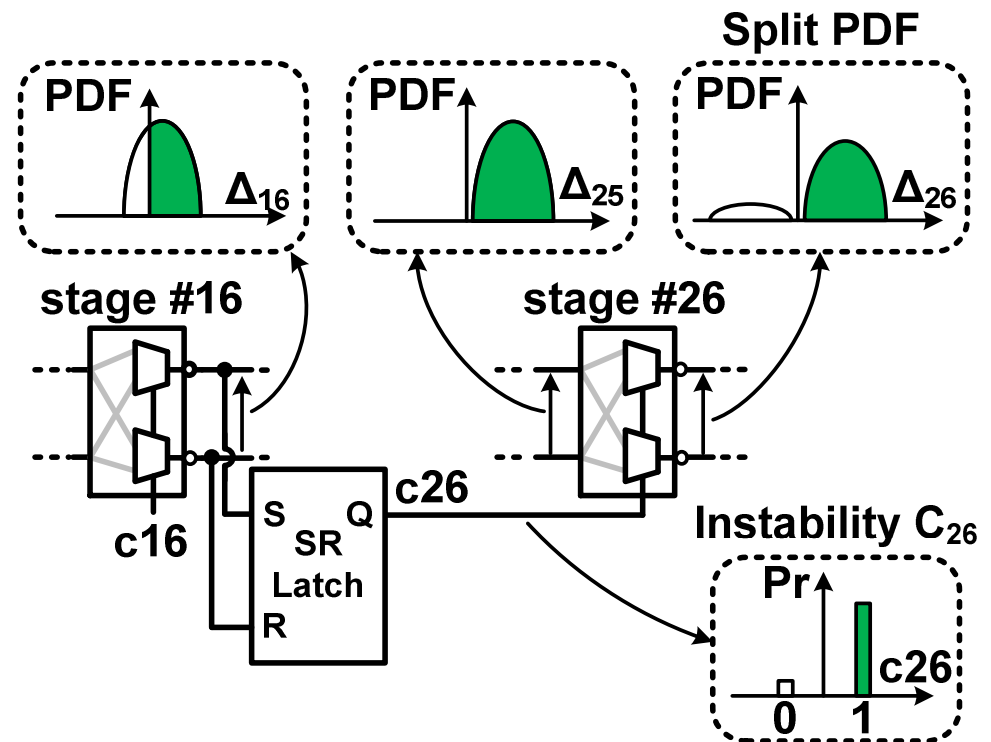 Split PDF
PDF
Δ16
PDF
Δ25
PDF
Δ26
stage #16
stage #26
c16
S
Q
SR
Latch
R
c26
Instability C26
Pr
c26
0
1